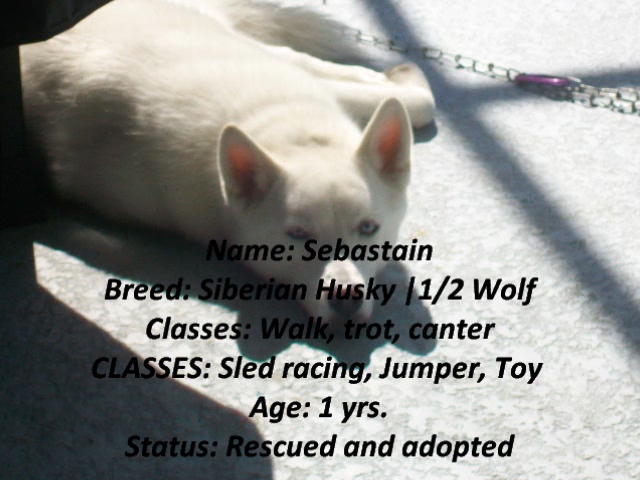 Name: Sebastain
Breed: Siberian Husky |1/2 Wolf
Classes: Walk, trot, canter
CLASSES: Sled racing, Jumper, Toy
Age: 1 yrs.
Status: Rescued and adopted